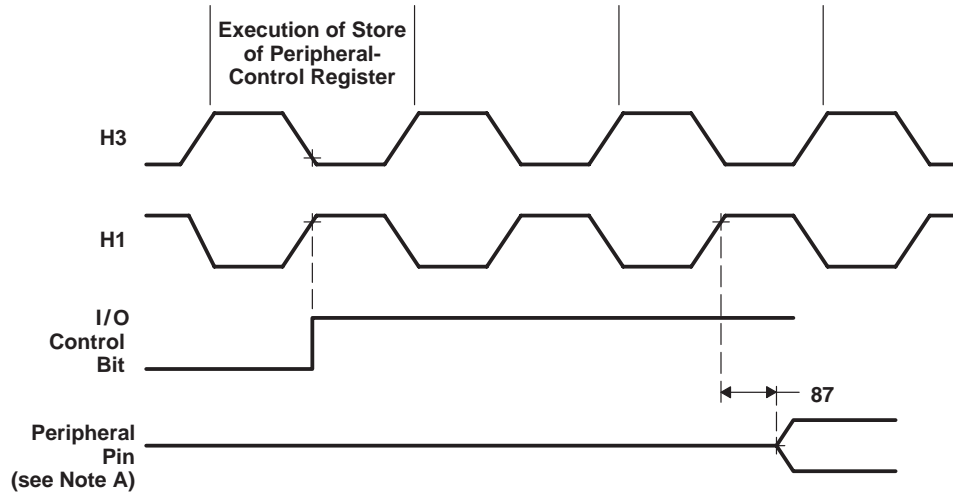 Execution of Store
of Peripheral-
Control Register
H3
H1
I/O
Control
Bit
87
Peripheral
Pin
(see Note A)